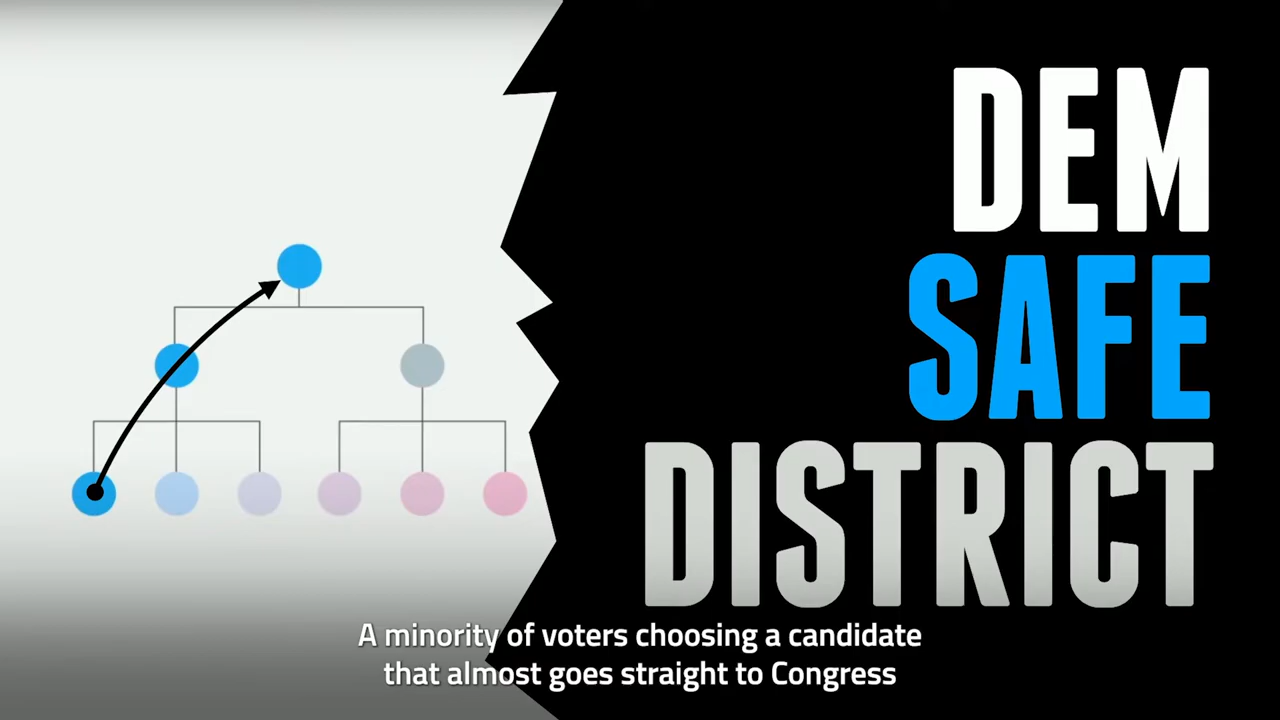 DEM
SAFE
DISTRICT
A minority of voters choosing a candidate
that almost goes straight to Congress